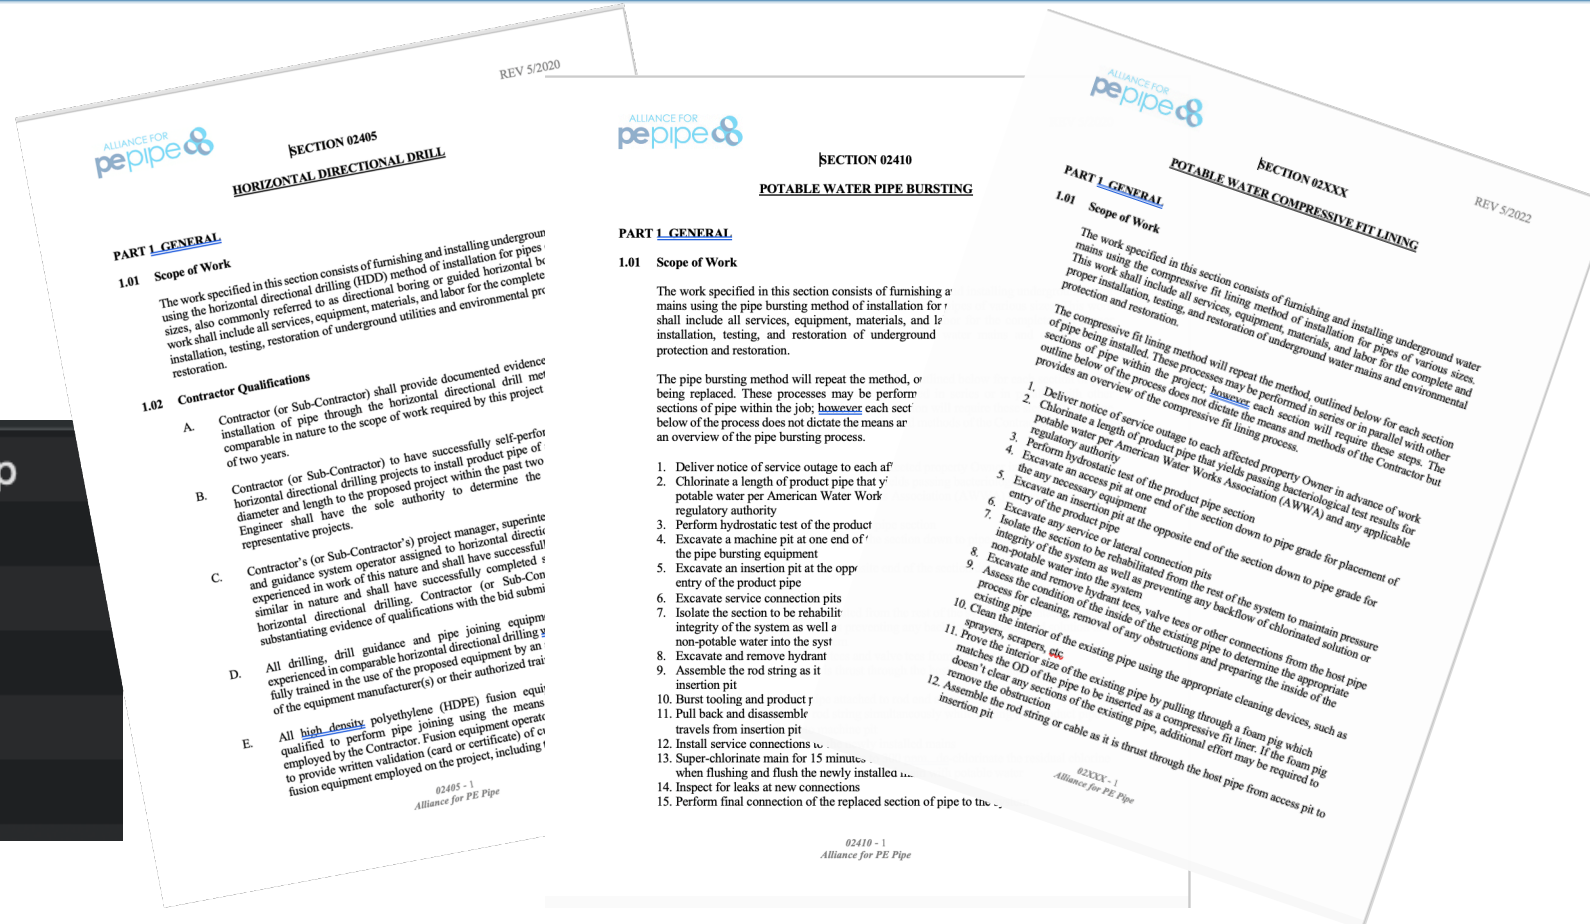 p
REV 5/2020
ALLIANCE FOR
pepipe
SECTION 02405
HORIZONTAL DIRECTIONAL DRILL
PART 1 GENERAL
1.01 Scope of Work
The work specified in this section consists of furnishing and installing undergroun
using the horizontal directional drilling (HDD) method of installation for pipes
sizes, also commonly referred to as directional boring or guided horizontal bo
work shall include all services, equipment, materials, and labor for the complete
installation, testing, restoration of underground utilities and environmental pro
restoration.
1.02 Contractor Qualifications
A. Contractor (or Sub-Contractor) shall provide documented evidence
installation of pipe through the horizontal directional drill met
comparable in nature to the scope of work required by this project
of two years.
B. Contractor (or Sub-Contractor) to have successfully self-perfor
horizontal directional drilling projects to install product pipe of
diameter and length to the proposed project within the past two
Engineer shall have the sole authority to determine the
representative projects.
C. Contractor's (or Sub-Contractor's) project manager, superinte
and guidance system operator assigned to horizontal directio
experienced in work of this nature and shall have successfull
similar in nature and shall have successfully completed s
horizontal directional drilling. Contractor (or Sub-Con
substantiating evidence of qualifications with the bid submi
D. All drilling, drill guidance and pipe joining equipm
experienced in comparable horizontal directional drilling
fully trained in the use of the proposed equipment by an
of the equipment manufacturer(s) or their authorized trai
E. All high density polyethylene (HDPE) fusion equi
qualified to perform pipe joining using the means
employed by the Contractor. Fusion equipment operato
to provide written validation (card or certificate) of cu
fusion equipment employed on the project, including
02405 - 1
Alliance for PE Pipe
ALLIANCE FOR
pepipe
SECTION 02410
POTABLE WATER PIPE BURSTING
PART 1 GENERAL
1.01 Scope of Work
The work specified in this section consists of furnishing a
mains using the pipe bursting method of installation for
shall include all services, equipment, materials, and la
installation, testing, and restoration of underground
protection and restoration.
The pipe bursting method will repeat the method, o
being replaced. These processes may be perform
sections of pipe within the job; however each sect
below of the process does not dictate the means an
an overview of the pipe bursting process.
1. Deliver notice of service outage to each af
2. Chlorinate a length of product pipe that y
potable water per American Water Work
regulatory authority
3. Perform hydrostatic test of the product
4. Excavate a machine pit at one end of
the pipe bursting equipment
5. Excavate an insertion pit at the oppo
entry of the product pipe
6. Excavate service connection pits
7. Isolate the section to be rehabilit
integrity of the system as well a
non-potable water into the syst
8. Excavate and remove hydrant
9. Assemble the rod string as it
insertion pit
10. Burst tooling and product p
11. Pull back and disassemble
travels from insertion pit
12. Install service connections to
13. Super-chlorinate main for 15 minutes
when flushing and flush the newly installed
14. Inspect for leaks at new connections
15. Perform final connection of the replaced section of pipe to the
02410 - 1
Alliance for PE Pipe
ALLIANCE FOR
pepipe
SECTION 02XXX
POTABLE WATER COMPRESSIVE FIT LINING
REV 5/2022
PART 1 GENERAL
1.01 Scope of Work
The work specified in this section consists of furnishing and installing underground water
mains using the compressive fit lining method of installation for pipes of various sizes.
This work shall include all services, equipment, materials, and labor for the complete and
proper installation, testing, and restoration of underground water mains and environmental
protection and restoration.
The compressive fit lining method will repeat the method, outlined below for each section
of pipe being installed. These processes may be performed in series or in parallel with other
sections of pipe within the project; however each section will require these steps. The
outline below of the process does not dictate the means and methods of the Contractor but
provides an overview of the compressive fit lining process.
1. Deliver notice of service outage to each affected property Owner in advance of work
2. Chlorinate a length of product pipe that yields passing bacteriological test results for
potable water per American Water Works Association (AWWA) and any applicable
regulatory authority
3. Perform hydrostatic test of the product pipe section
4. Excavate an access pit at one end of the section down to pipe grade for placement of
the any necessary equipment
5. Excavate an insertion pit at the opposite end of the section down to pipe grade for
entry of the product pipe
6. Excavate any service or lateral connection pits
7. Isolate the section to be rehabilitated from the rest of the system to maintain pressure
integrity of the system as well as preventing any backflow of chlorinated solution or
non-potable water into the system
8. Excavate and remove hydrant tees, valve tees or other connections from the host pipe
9. Assess the condition of the inside of the existing pipe to determine the appropriate
process for cleaning, removal of any obstructions and preparing the inside of the
existing pipe
10. Clean the interior of the existing pipe using the appropriate cleaning devices, such as
sprayers, scrapers, etc
11. Prove the interior size of the existing pipe by pulling through a foam pig which
matches the OD of the pipe to be inserted as a compressive fit liner. If the foam pig
doesn't clear any sections of the existing pipe, additional effort may be required to
remove the obstruction
12. Assemble the rod string or cable as it is thrust through the host pipe from access pit to
insertion pit
02XXX - 1
Alliance for PE Pipe